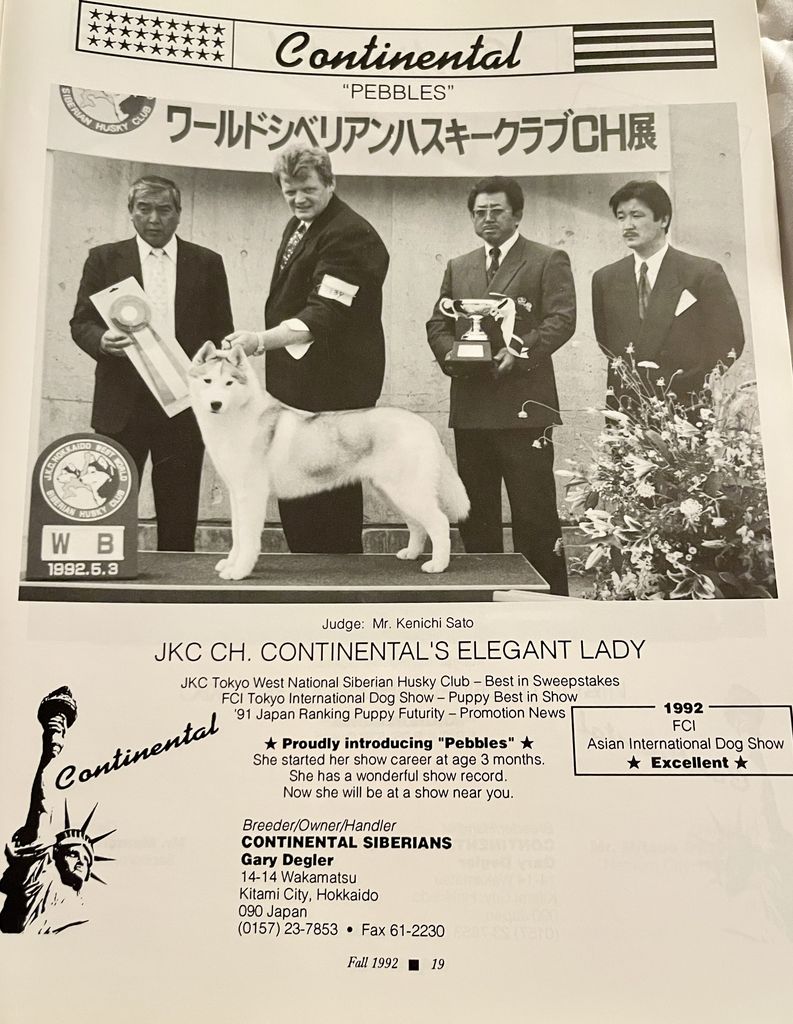 Continental
"PEBBLES"
SIBERIAN HUSKY CLUB
ワールドシベリアンハスキークラブCH展
J.K.C. HOKKAIDO BEST WORLD
SIBERIAN HUSKY CLUB
W B
1992.5.3
Judge: Mr. Kenichi Sato
JKC CH. CONTINENTAL'S ELEGANT LADY
JKC Tokyo West National Siberian Husky Club – Best in Sweepstakes
FCI Tokyo International Dog Show – Puppy Best in Show
'91 Japan Ranking Puppy Futurity – Promotion News
1992
FCI
Asian International Dog Show
★ Excellent ★
Continental
★ Proudly introducing "Pebbles" ★
She started her show career at age 3 months.
She has a wonderful show record.
Now she will be at a show near you.
Breeder/Owner/Handler
CONTINENTAL SIBERIANS
Gary Degler
14-14 Wakamatsu
Kitami City, Hokkaido
090 Japan
(0157) 23-7853 • Fax 61-2230
Fall 1992 ■ 19